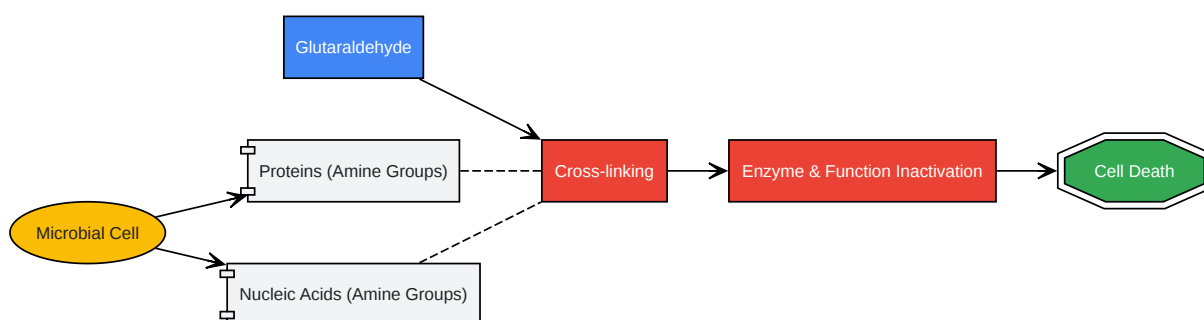 Glutaraldehyde
Proteins (Amine Groups)
Cross-linking
Enzyme & Function Inactivation
Cell Death
Microbial Cell
Nucleic Acids (Amine Groups)